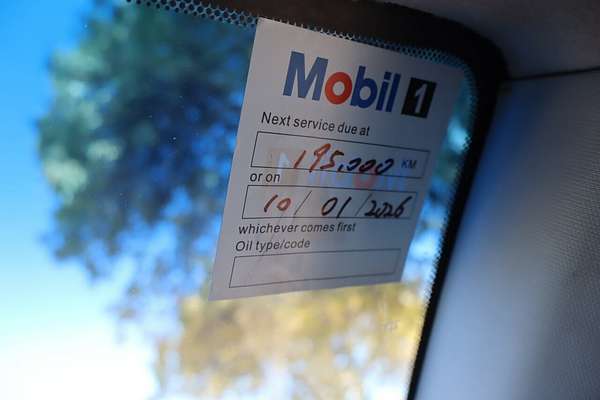 Mobil 1
Next service due at
195,000 KM
or on
10/01/2026
whichever comes first
Oil type/code